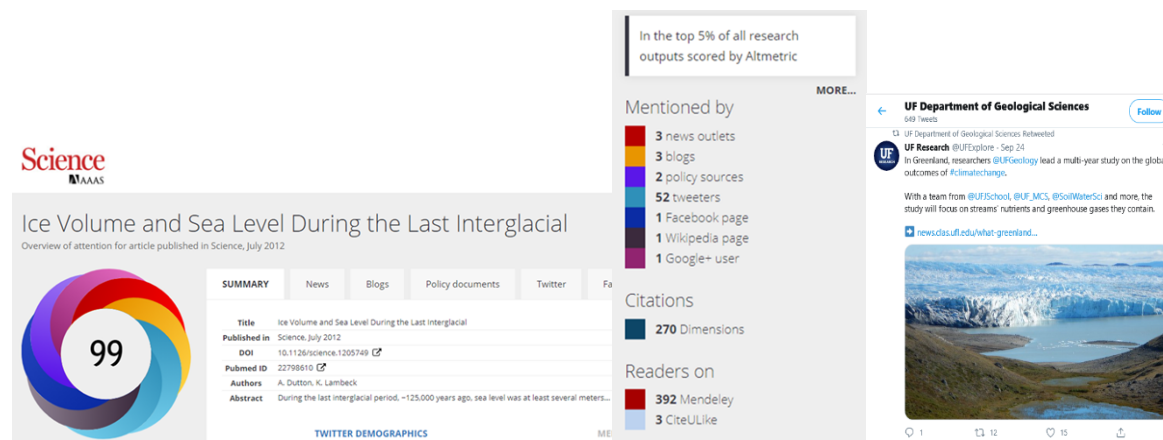 Science
AAAS
Ice Volume and Sea Level During the Last Interglacial
Overview of attention for article published in Science, July 2012
99
SUMMARY News Blogs Policy documents Twitter Fa
Title Ice Volume and Sea Level During the Last Interglacial
Published in Science, July 2012
DOI 10.1126/science.1205749
Pubmed ID 22798610
Authors A. Dutton, K. Lambeck
Abstract During the last interglacial period, ~125,000 years ago, sea level was at least several meters...
TWITTER DEMOGRAPHICS ME
In the top 5% of all research
outputs scored by Altmetric
MORE...
Mentioned by
3 news outlets
3 blogs
2 policy sources
52 tweeters
1 Facebook page
1 Wikipedia page
1 Google+ user
Citations
270 Dimensions
Readers on
392 Mendeley
3 CiteULike
UF Department of Geological Sciences
649 Tweets
Follow
UF Department of Geological Sciences Retweeted
UF
RESEARCH
UF Research @UFExplore · Sep 24
In Greenland, researchers @UFGeology lead a multi-year study on the globa
outcomes of #climatechange.
With a team from @UFJSchool, @UF_MCS, @SoilWaterSci and more, the
study will focus on streams' nutrients and greenhouse gases they contain.
news.clas.ufl.edu/what-greenland...
1 12 15